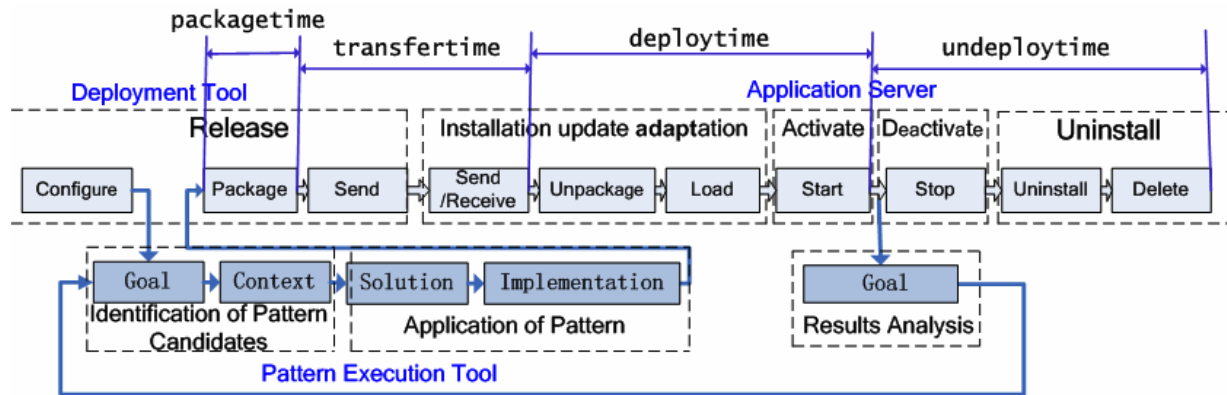 packagetime
transfertime
deploytime
undeploytime
Deployment Tool
Application Server
Release
Installation update adaptation
Activate
Deactivate
Uninstall
Configure
Package
Send
Send
/Receive
Unpackage
Load
Start
Stop
Uninstall
Delete
Goal
Context
Solution
Implementation
Goal
Identification of Pattern
Candidates
Application of Pattern
Results Analysis
Pattern Execution Tool